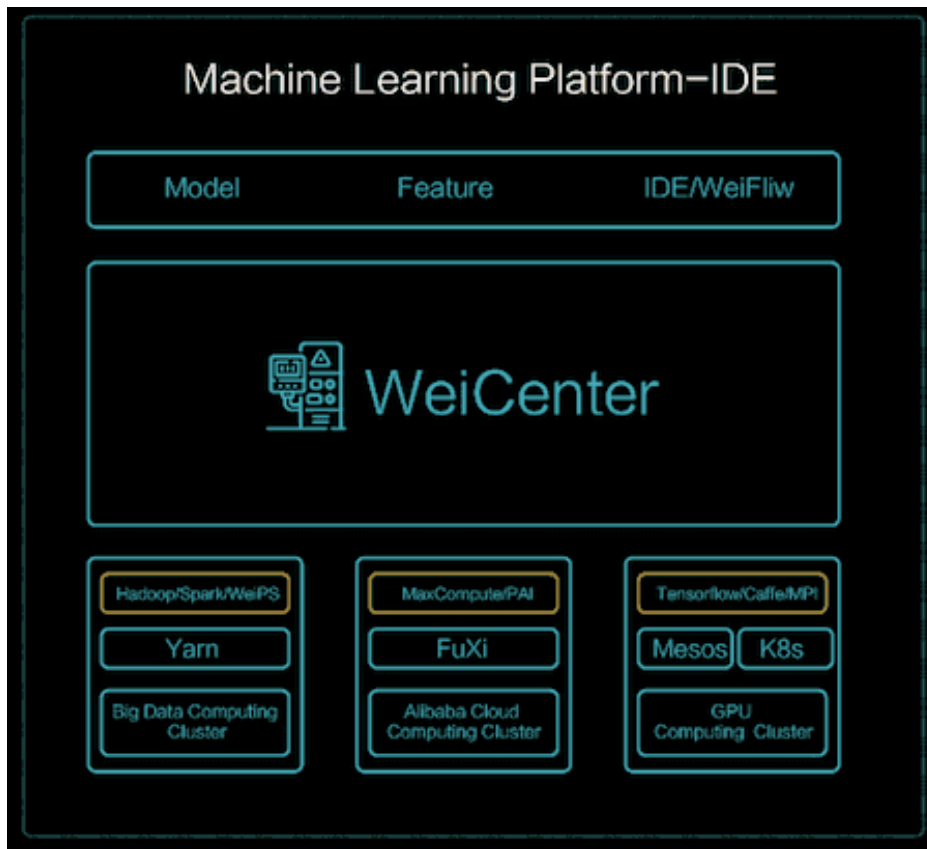 Machine Learning Platform-IDE
Model Feature IDE/WeiFliw
WeiCenter
Hadoop/Spark/WeiPS
Yarn
Big Data Computing
Cluster
MaxCompute/PAI
FuXi
Alibaba Cloud
Computing Cluster
Tensorflow/Caffe/MPI
Mesos K8s
GPU
Computing Cluster